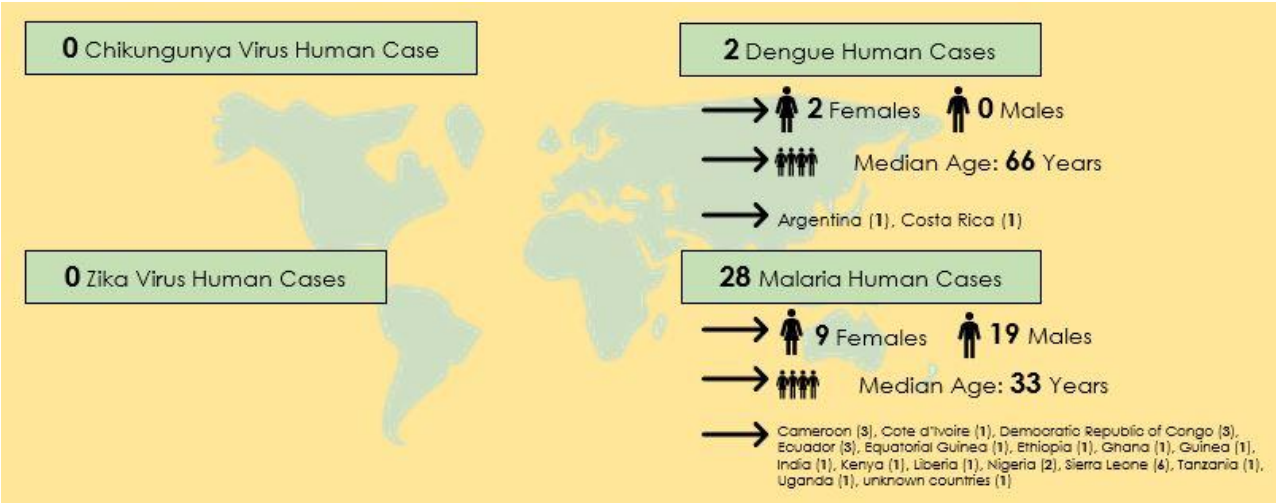 0 Chikungunya Virus Human Case
2 Dengue Human Cases
2 Females 0 Males
Median Age: 66 Years
Argentina (1), Costa Rica (1)
0 Zika Virus Human Cases
28 Malaria Human Cases
9 Females 19 Males
Median Age: 33 Years
Cameroon (3), Cote d'Ivoire (1), Democratic Republic of Congo (3),
Ecuador (3), Equatorial Guinea (1), Ethiopia (1), Ghana (1), Guinea (1),
India (1), Kenya (1), Liberia (1), Nigeria (2), Sierra Leone (6), Tanzania (1),
Uganda (1), unknown countries (1)